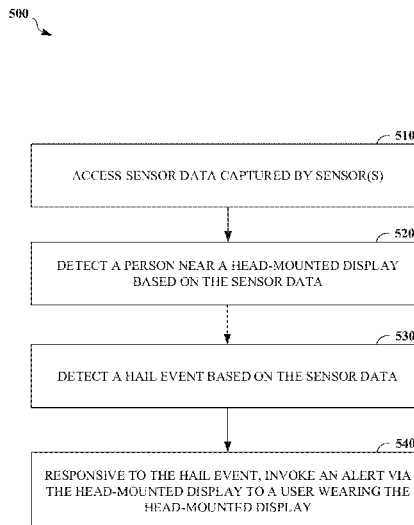 500
510
ACCESS SENSOR DATA CAPTURED BY SENSOR(S)
520
DETECT A PERSON NEAR A HEAD-MOUNTED DISPLAY
BASED ON THE SENSOR DATA
530
DETECT A HAIL EVENT BASED ON THE SENSOR DATA
540
RESPONSIVE TO THE HAIL EVENT, INVOKE AN ALERT VIA
THE HEAD-MOUNTED DISPLAY TO A USER WEARING THE
HEAD-MOUNTED DISPLAY